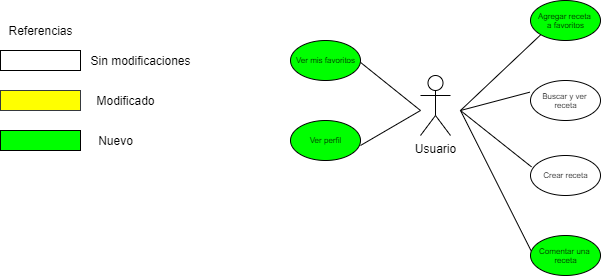 Referencias
Sin modificaciones
Modificado
Nuevo
Ver mis favoritos
Ver perfil
Usuario
Agregar receta
a favoritos
Buscar y ver
receta
Crear receta
Comentar una
receta